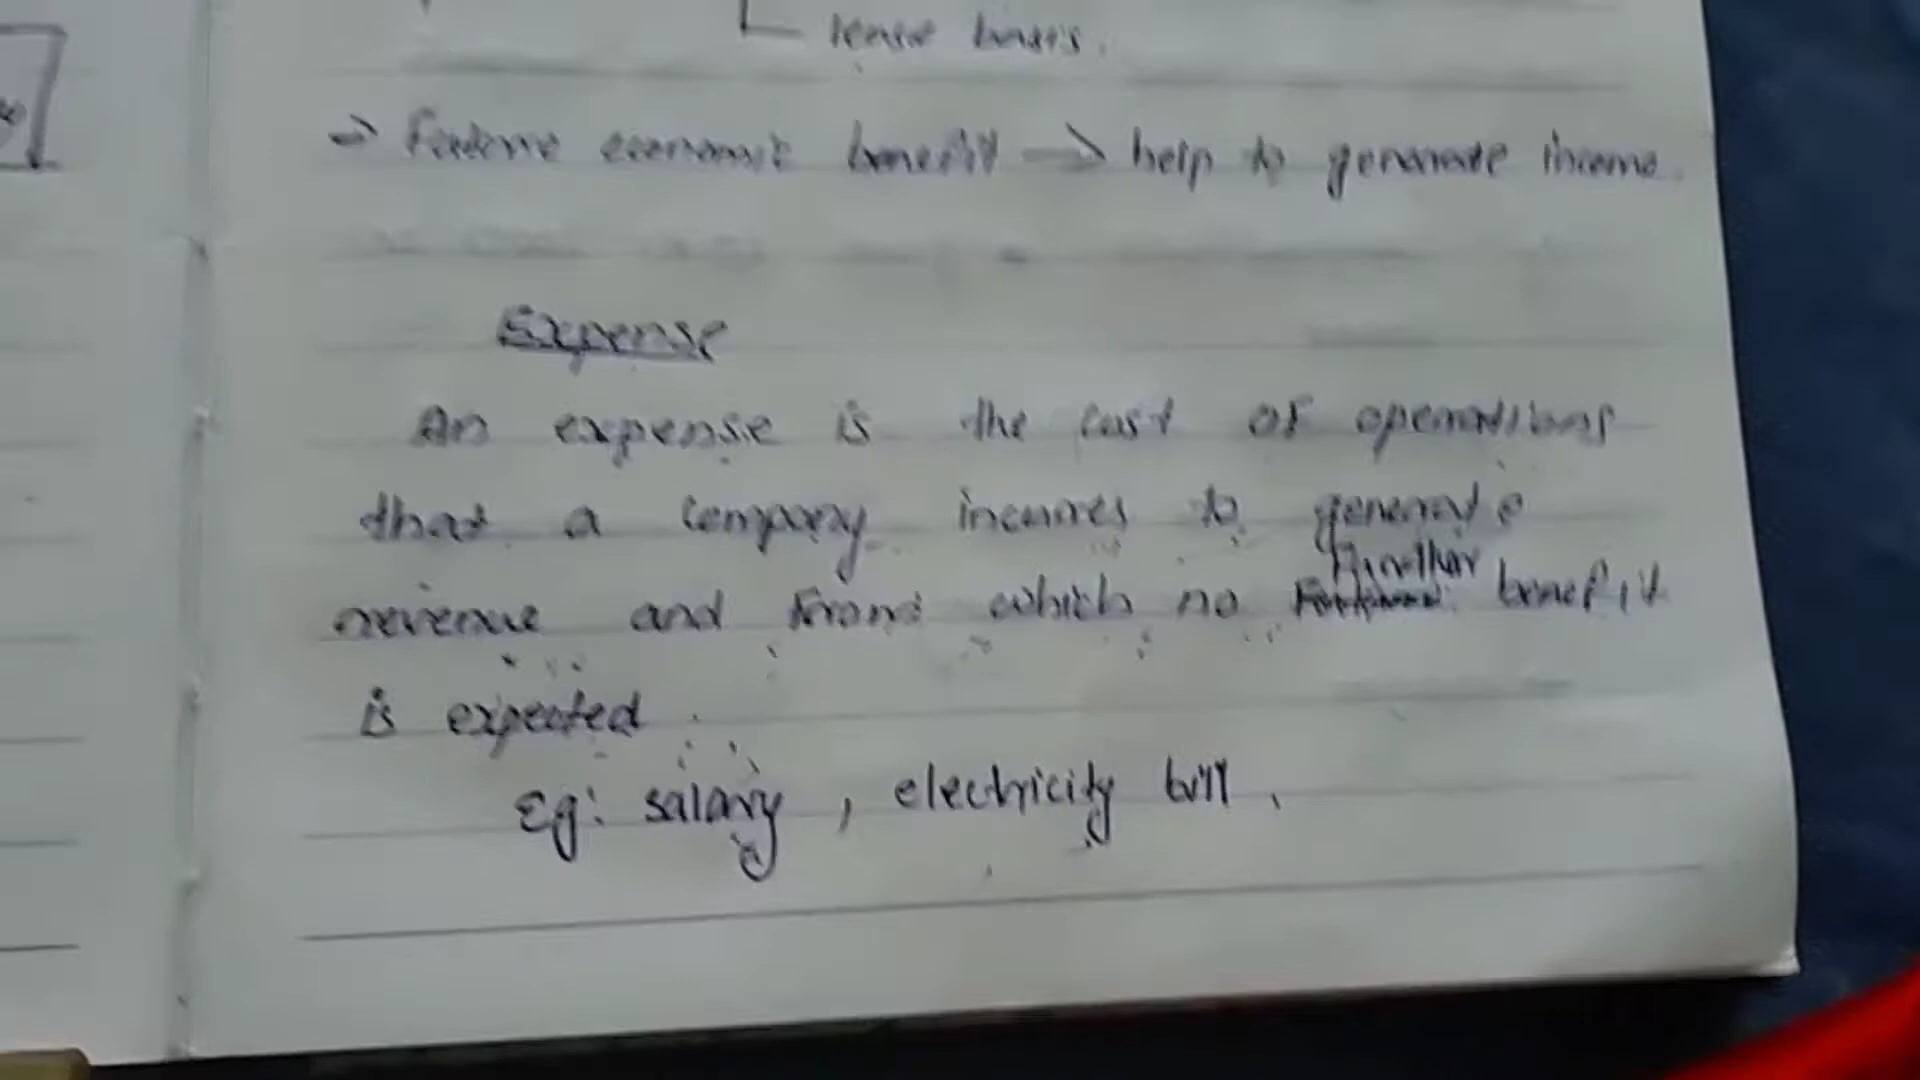 lease basis.
→ Future economic benefit → help to generate income.
Expense
An expense is the cost of operations
that a company incurres to generate
Further
revenue and from which no benefit
is expected.
Eg: salary, electricity bill.